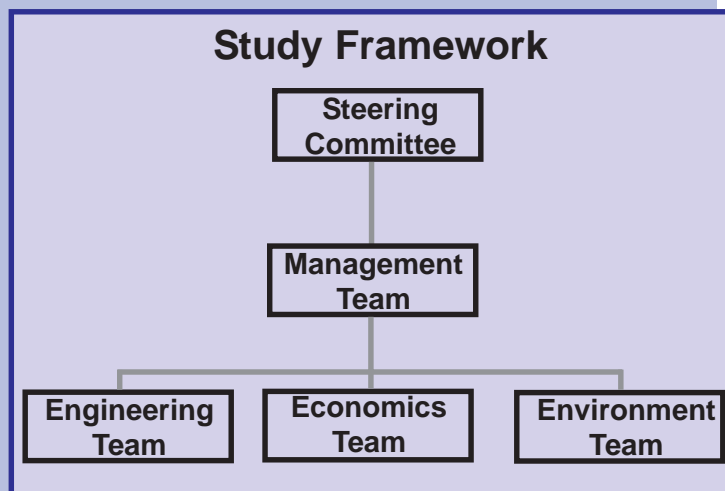 Study Framework
Steering
Committee
Management
Team
Engineering
Team
Economics
Team
Environment
Team